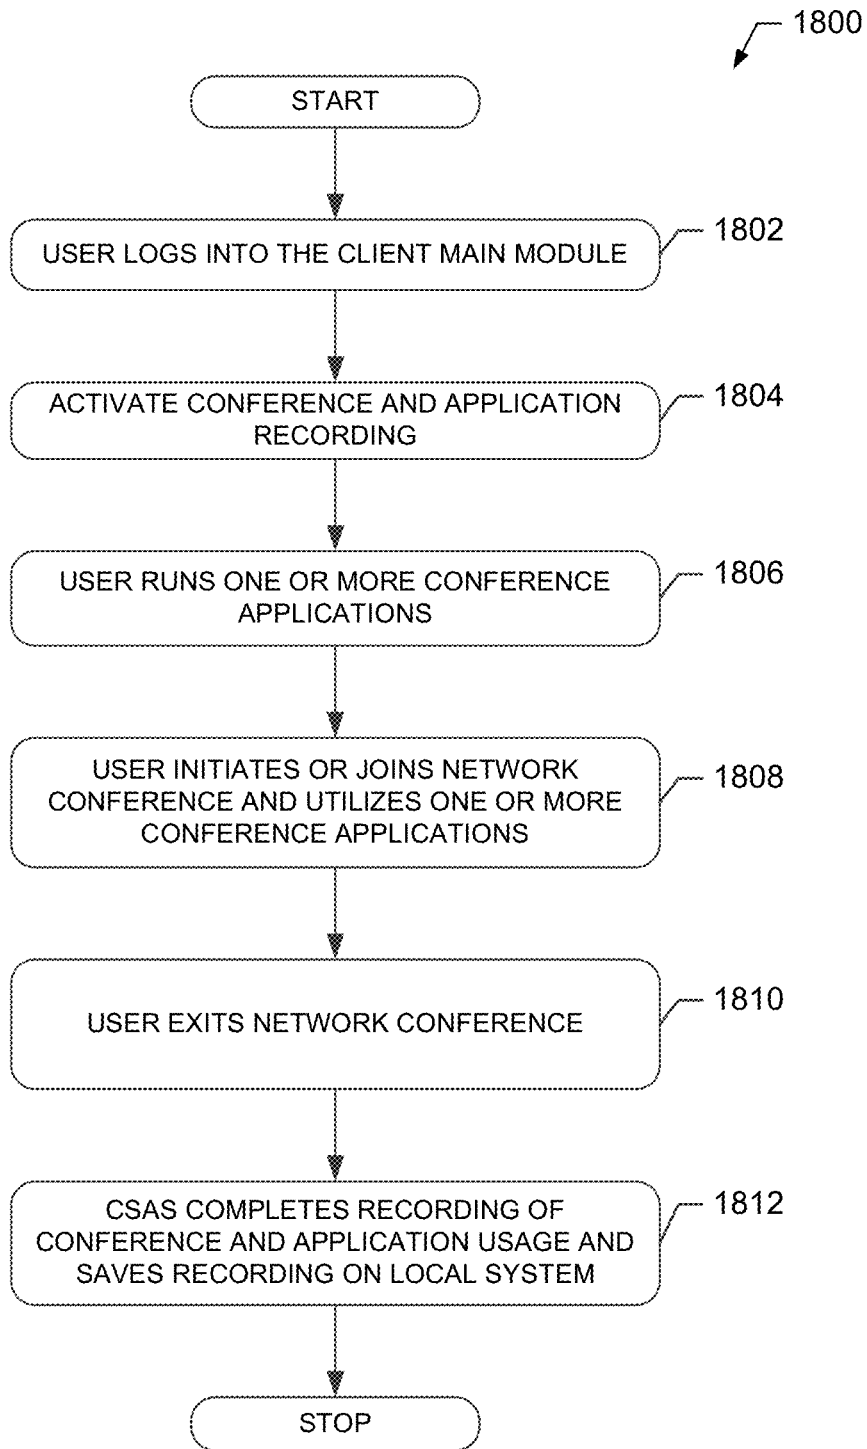 1800
START
USER LOGS INTO THE CLIENT MAIN MODULE
1802
ACTIVATE CONFERENCE AND APPLICATION
RECORDING
1804
USER RUNS ONE OR MORE CONFERENCE
APPLICATIONS
1806
USER INITIATES OR JOINS NETWORK
CONFERENCE AND UTILIZES ONE OR MORE
CONFERENCE APPLICATIONS
1808
USER EXITS NETWORK CONFERENCE
1810
CSAS COMPLETES RECORDING OF
CONFERENCE AND APPLICATION USAGE AND
SAVES RECORDING ON LOCAL SYSTEM
1812
STOP